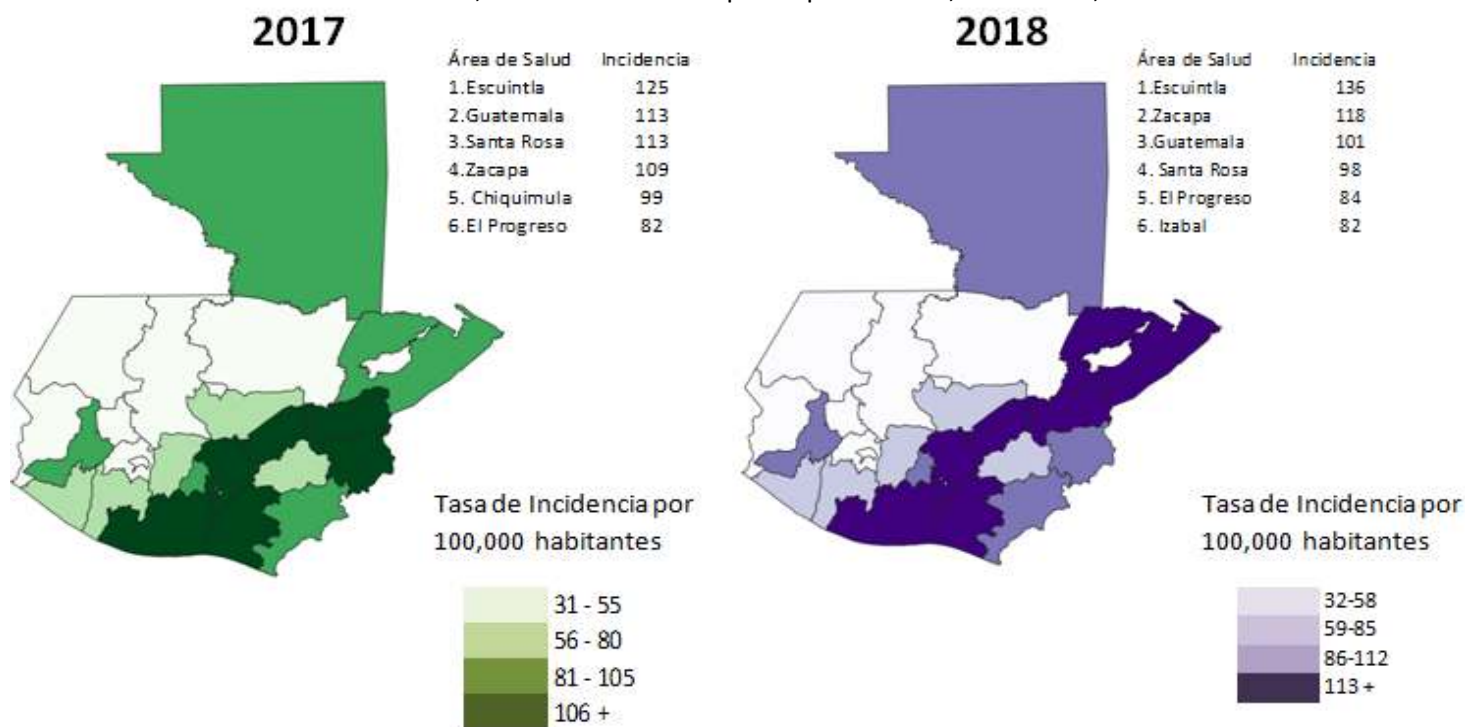 2017
Área de Salud Incidencia
1.Escuintla 125
2.Guatemala 113
3.Santa Rosa 113
4.Zacapa 109
5. Chiquimula 99
6.El Progreso 82
Tasa de Incidencia por
100,000 habitantes
31 - 55
56 - 80
81 - 105
106 +
2018
Área de Salud Incidencia
1.Escuintla 136
2.Zacapa 118
3.Guatemala 101
4. Santa Rosa 98
5. El Progreso 84
6. Izabal 82
Tasa de Incidencia por
100,000 habitantes
32-58
59-85
86-112
113 +